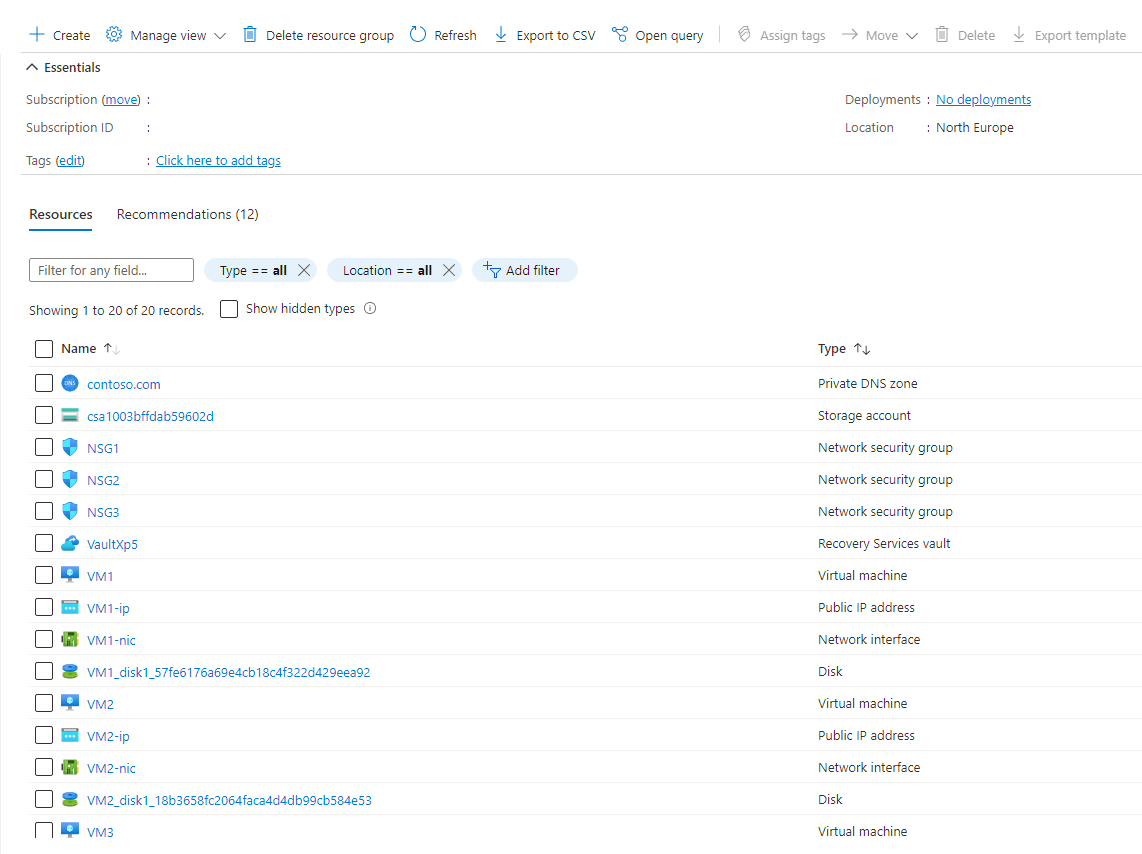 Create Manage view Delete resource group Refresh Export to CSV Open query Assign tags Move Delete Export template
Essentials
Subscription (move) : Deployments : No deployments
Subscription ID : Location : North Europe
Tags (edit) : Click here to add tags
Resources Recommendations (12)
Filter for any field... Type == all Location == all Add filter
Showing 1 to 20 of 20 records. Show hidden types
Name Type
contoso.com Private DNS zone
csa1003bffdab59602d Storage account
NSG1 Network security group
NSG2 Network security group
NSG3 Network security group
VaultXp5 Recovery Services vault
VM1 Virtual machine
VM1-ip Public IP address
VM1-nic Network interface
VM1_disk1_57fe6176a69e4cb18c4f322d429eea92 Disk
VM2 Virtual machine
VM2-ip Public IP address
VM2-nic Network interface
VM2_disk1_18b3658fc2064faca4d4db99cb584e53 Disk
VM3 Virtual machine